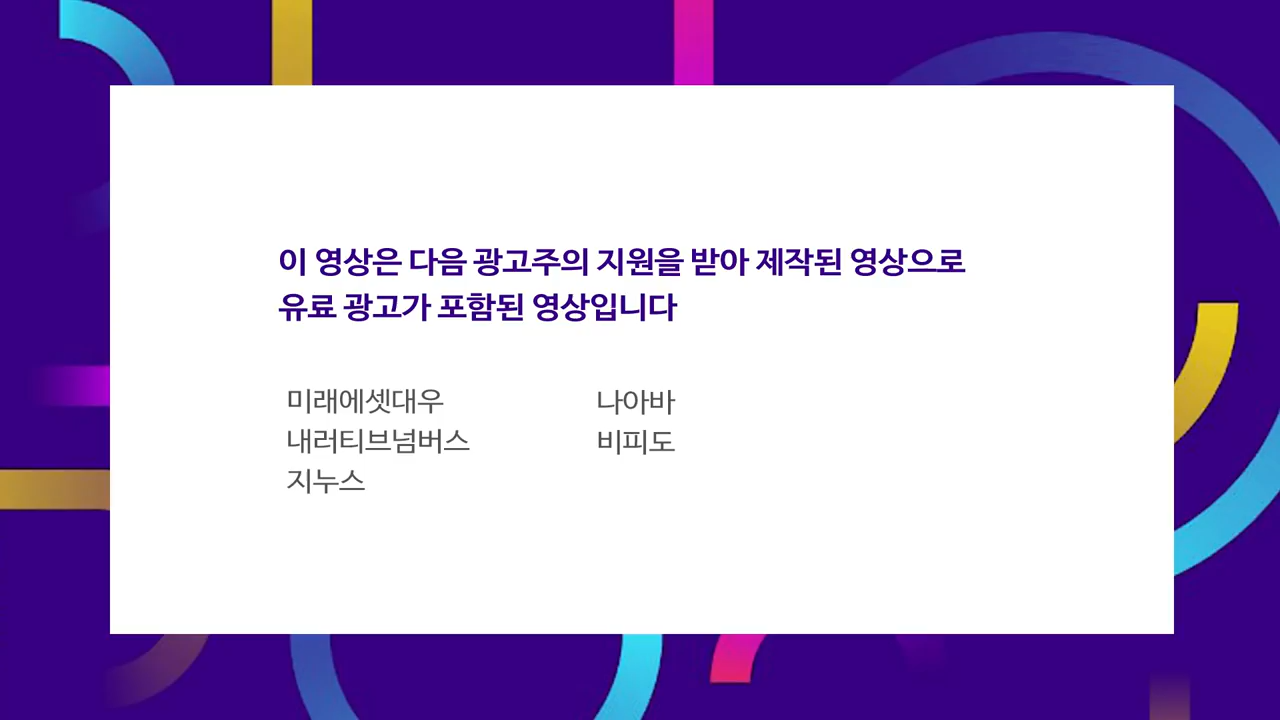 이 영상은 다음 광고주의 지원을 받아 제작된 영상으로
유료 광고가 포함된 영상입니다
미래에셋대우
내러티브넘버스
지누스
나아바
비피도